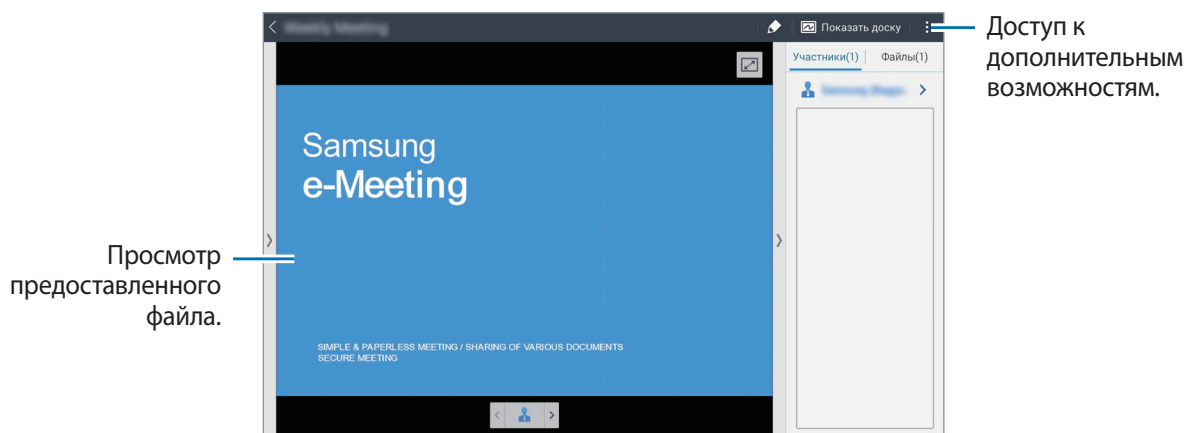 Показать доску
Участники(1)
Файлы(1)
Доступ к
дополнительным
возможностям.
Samsung
e-Meeting
Просмотр
предоставленного
файла.
SIMPLE & PAPERLESS MEETING / SHARING OF VARIOUS DOCUMENTS
SECURE MEETING